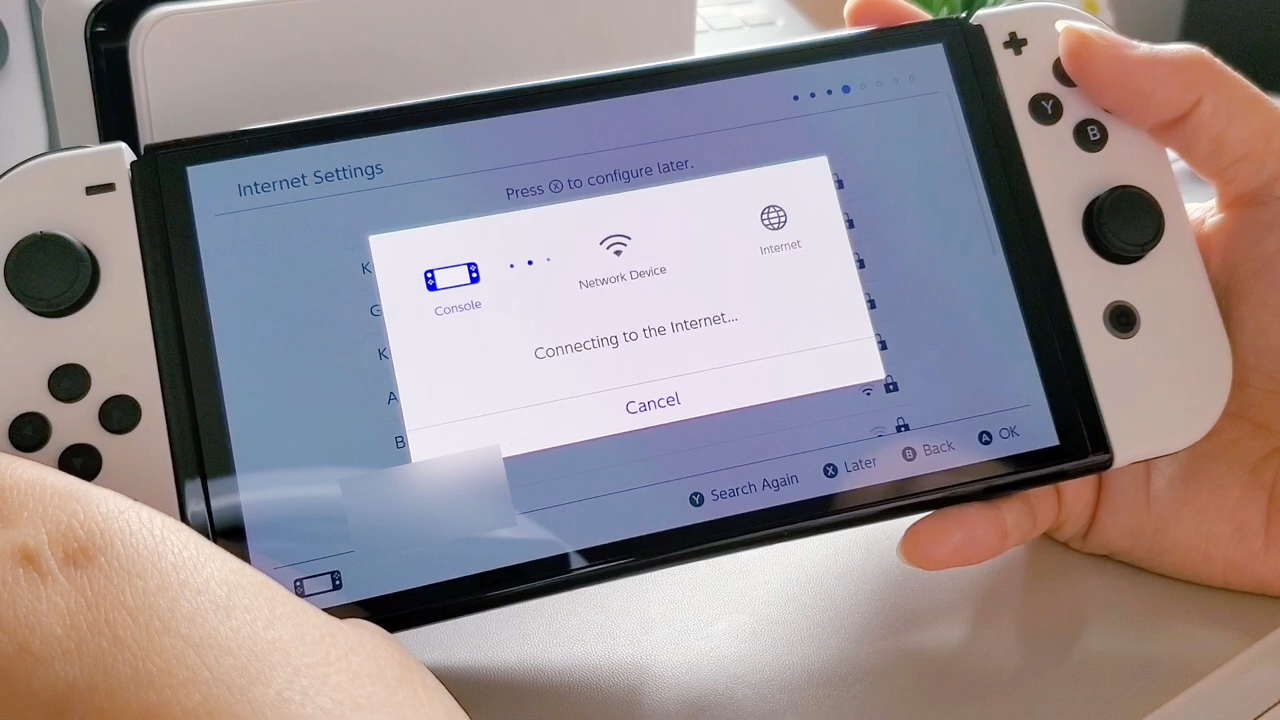 Internet Settings
Press Ⓧ to configure later.
K
G
K
A
B
Console
Network Device
Internet
Connecting to the Internet...
Cancel
Y Search Again
X Later
B Back
A OK
Y
B